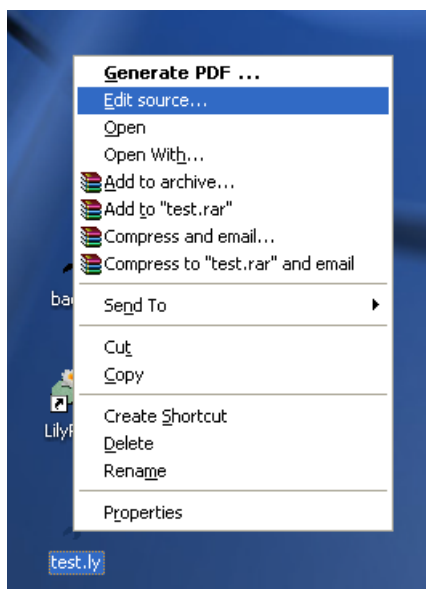 Generate PDF ...
Edit source...
Open
Open With...
Add to archive...
Add to "test.rar"
Compress and email...
Compress to "test.rar" and email
Send To
Cut
Copy
Create Shortcut
Delete
Rename
Properties
test.ly